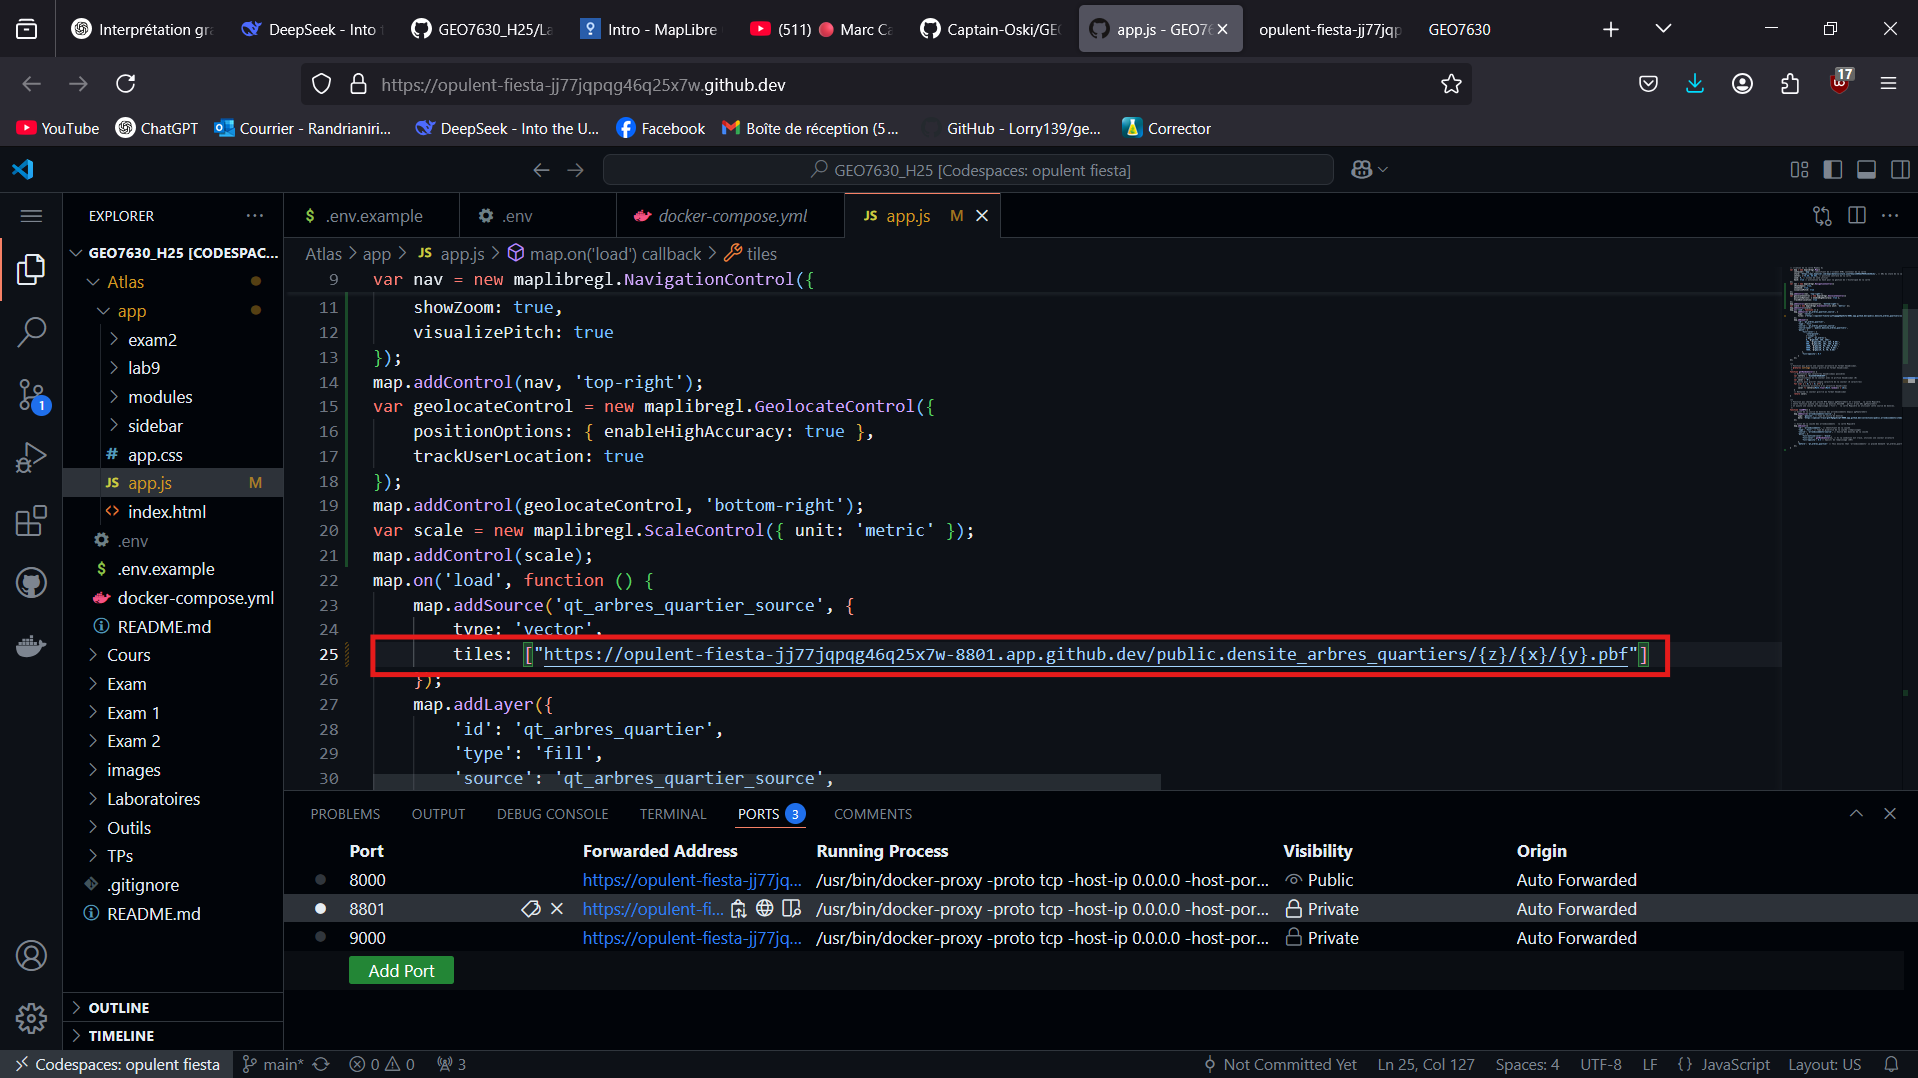 Interprétation gra
DeepSeek - Into t
GEO7630_H25/La
Intro - MapLibre
(511) 🔴 Marc Ca
Captain-Oski/GEO
app.js - GEO76
opulent-fiesta-jj77jqp
GEO7630
https://opulent-fiesta-jj77jqpqg46q25x7w.github.dev
17
YouTube
ChatGPT
Courrier - Randrianiri...
DeepSeek - Into the U...
Facebook
Boîte de réception (5 ...
GitHub - Lorry139/ge...
Corrector
GEO7630_H25 [Codespaces: opulent fiesta]
EXPLORER
GEO7630_H25 [CODESPAC...
Atlas
app
exam2
lab9
modules
sidebar
# app.css
JS app.js M
<> index.html
.env
$ .env.example
docker-compose.yml
README.md
Cours
Exam
Exam 1
Exam 2
images
Laboratoires
Outils
TPs
.gitignore
README.md
OUTLINE
TIMELINE
1
$ .env.example
.env
docker-compose.yml
JS app.js M
Atlas > app > JS app.js > map.on('load') callback > tiles
9 var nav = new maplibregl.NavigationControl({
11 showZoom: true,
12 visualizePitch: true
13 });
14 map.addControl(nav, 'top-right');
15 var geolocateControl = new maplibregl.GeolocateControl({
16 positionOptions: { enableHighAccuracy: true },
17 trackUserLocation: true
18 });
19 map.addControl(geolocateControl, 'bottom-right');
20 var scale = new maplibregl.ScaleControl({ unit: 'metric' });
21 map.addControl(scale);
22 map.on('load', function () {
23 map.addSource('qt_arbres_quartier_source', {
24 type: 'vector',
25 tiles: ["https://opulent-fiesta-jj77jqpqg46q25x7w-8801.app.github.dev/public.densite_arbres_quartiers/{z}/{x}/{y}.pbf"]
26 });
27 map.addLayer({
28 'id': 'qt_arbres_quartier',
29 'type': 'fill',
30 'source': 'qt_arbres_quartier_source',
PROBLEMS OUTPUT DEBUG CONSOLE TERMINAL PORTS 3 COMMENTS
Port Forwarded Address Running Process Visibility Origin
8000 https://opulent-fiesta-jj77jq... /usr/bin/docker-proxy -proto tcp -host-ip 0.0.0.0 -host-por... Public Auto Forwarded
8801 https://opulent-fi... /usr/bin/docker-proxy -proto tcp -host-ip 0.0.0.0 -host-por... Private Auto Forwarded
9000 https://opulent-fiesta-jj77jq... /usr/bin/docker-proxy -proto tcp -host-ip 0.0.0.0 -host-por... Private Auto Forwarded
Add Port
Codespaces: opulent fiesta main* 0 0 3 Not Committed Yet Ln 25, Col 127 Spaces: 4 UTF-8 LF {} JavaScript Layout: US